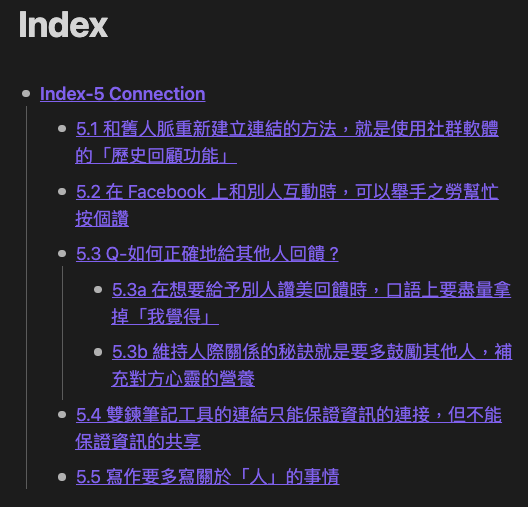 Index
Index-5 Connection
5.1 和舊人脈重新建立連結的方法，就是使用社群軟體
的「歷史回顧功能」
5.2 在 Facebook 上和別人互動時，可以舉手之勞幫忙
按個讚
5.3 Q-如何正確地給其他人回饋？
5.3a 在想要給予別人讚美回饋時，口語上要盡量拿
掉「我覺得」
5.3b 維持人際關係的秘訣就是要多鼓勵其他人，補
充對方心靈的營養
5.4 雙鍊筆記工具的連結只能保證資訊的連接，但不能
保證資訊的共享
5.5 寫作要多寫關於「人」的事情